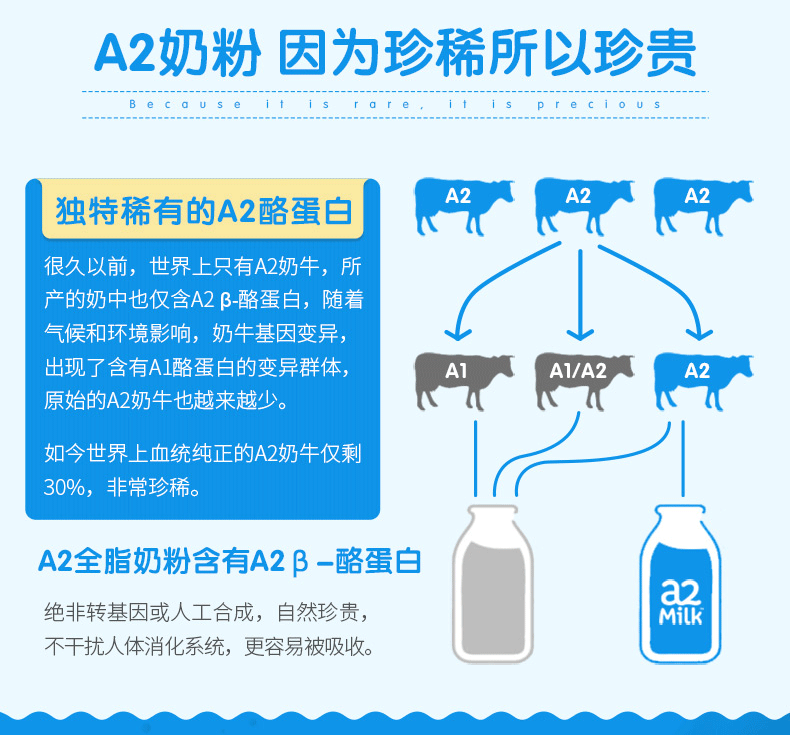 A2奶粉 因为珍稀所以珍贵
Because it is rare, it is precious
独特稀有的A2酪蛋白
很久以前，世界上只有A2奶牛，所
产的奶中也仅含A2 β-酪蛋白，随着
气候和环境影响，奶牛基因变异，
出现了含有A1酪蛋白的变异群体，
原始的A2奶牛也越来越少。
如今世界上血统纯正的A2奶牛仅剩
30%，非常珍稀。
A2 A2 A2
A1 A1/A2 A2
a2
Milk™
A2全脂奶粉含有A2 β –酪蛋白
绝非转基因或人工合成，自然珍贵，
不干扰人体消化系统，更容易被吸收。